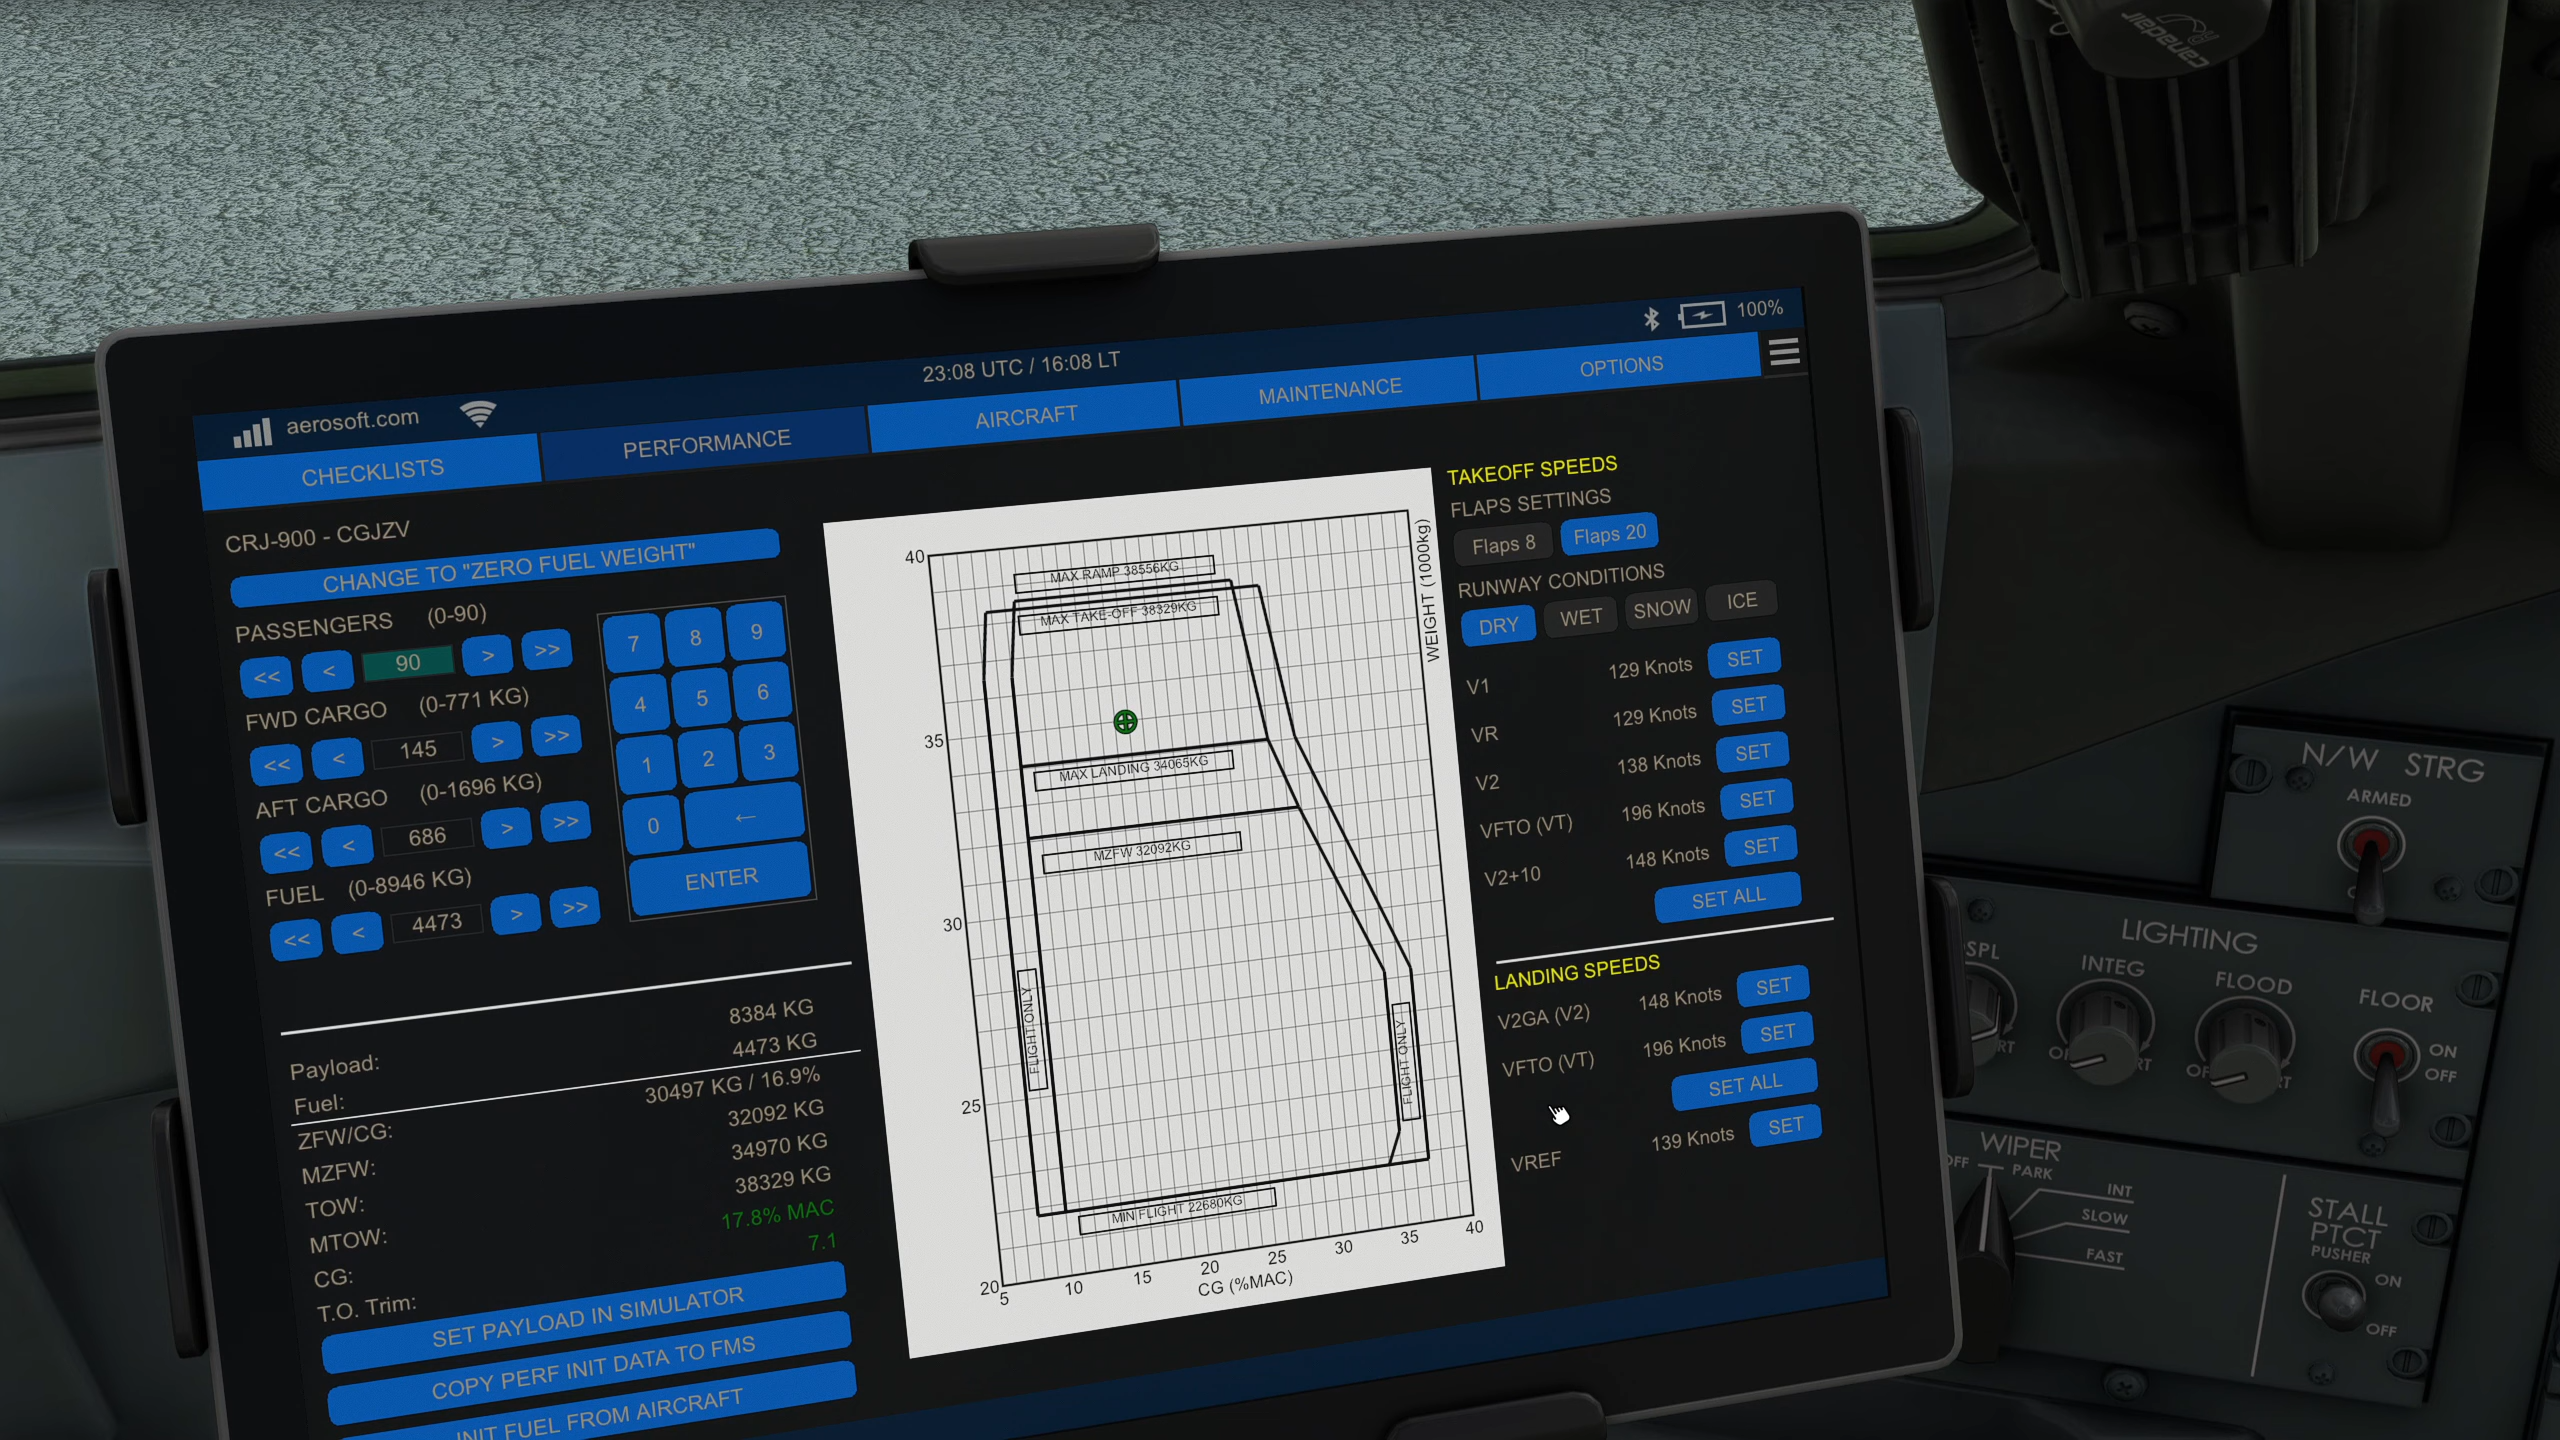 Canadair
23:08 UTC / 16:08 LT
100%
aerosoft.com
CHECKLISTS
PERFORMANCE
AIRCRAFT
MAINTENANCE
OPTIONS
CRJ-900 - CGJZV
CHANGE TO "ZERO FUEL WEIGHT"
PASSENGERS (0-90)
<< < 90 > >>
FWD CARGO (0-771 KG)
<< < 145 > >>
AFT CARGO (0-1696 KG)
<< < 686 > >>
FUEL (0-8946 KG)
<< < 4473 > >>
7 8 9
4 5 6
1 2 3
0 ←
ENTER
Payload: 8384 KG
Fuel: 4473 KG
ZFW/CG: 30497 KG / 16.9%
MZFW: 32092 KG
TOW: 34970 KG
MTOW: 38329 KG
CG: 17.8% MAC
T.O. Trim: 7.1
SET PAYLOAD IN SIMULATOR
COPY PERF INIT DATA TO FMS
INIT FUEL FROM AIRCRAFT
40
35
30
25
20
MAX RAMP 38556KG
MAX TAKE-OFF 38329KG
MAX LANDING 34065KG
MZFW 32092KG
FLIGHT ONLY
FLIGHT ONLY
MIN FLIGHT 22680KG
5 10 15 20 25 30 35 40
CG (%MAC)
WEIGHT (1000kg)
TAKEOFF SPEEDS
FLAPS SETTINGS
Flaps 8 Flaps 20
RUNWAY CONDITIONS
DRY WET SNOW ICE
V1 129 Knots SET
VR 129 Knots SET
V2 138 Knots SET
VFTO (VT) 196 Knots SET
V2+10 148 Knots SET
SET ALL
LANDING SPEEDS
V2GA (V2) 148 Knots SET
VFTO (VT) 196 Knots SET
SET ALL
VREF 139 Knots SET
N/W STRG
ARMED
LIGHTING
INTEG
FLOOD
FLOOR
ON
OFF
WIPER
PARK
INT
SLOW
FAST
STALL
PTCT
PUSHER
ON
OFF